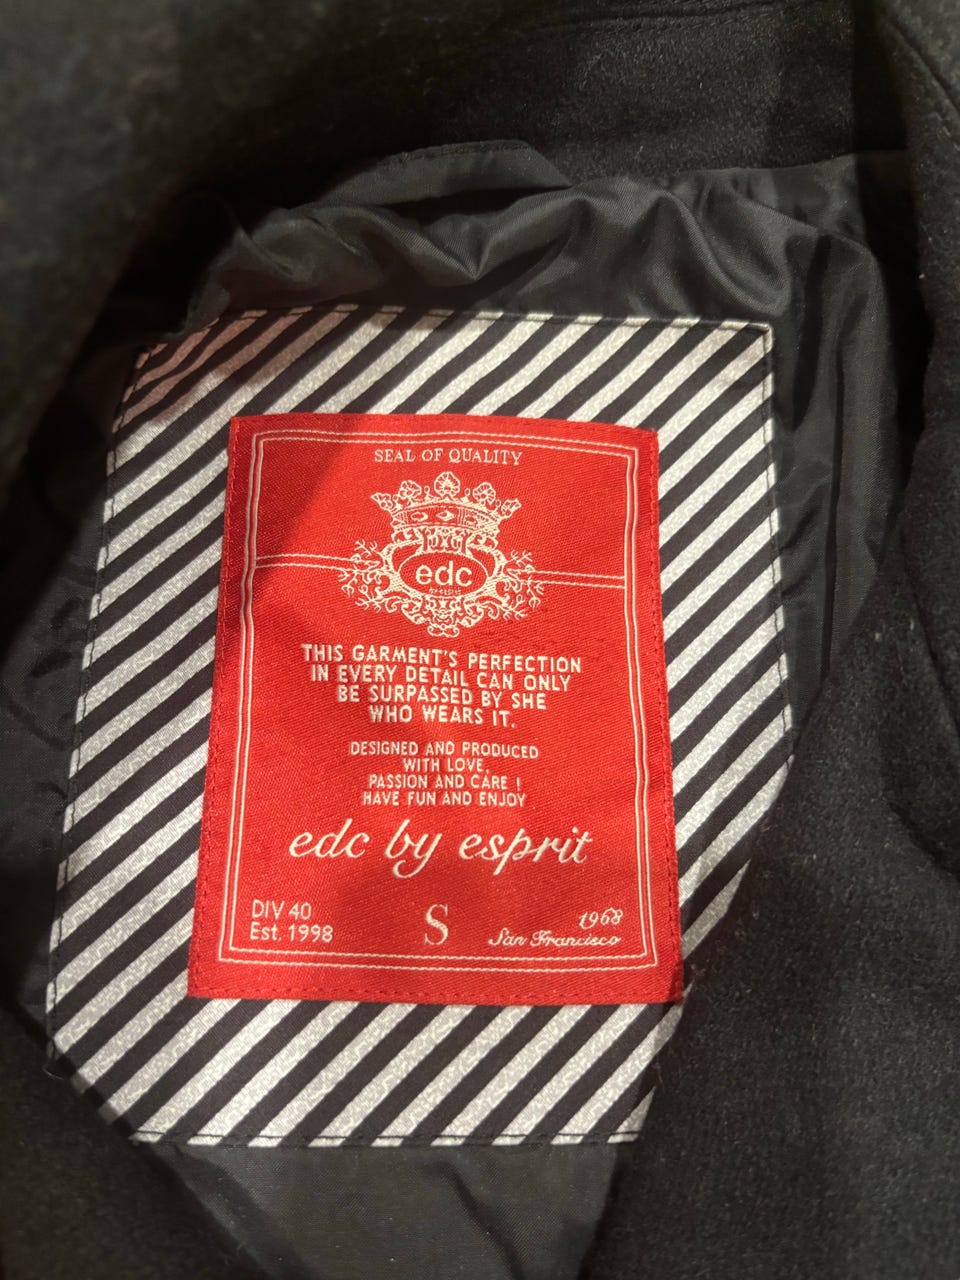 SEAL OF QUALITY
edc
BY ESPRIT
THIS GARMENT'S PERFECTION
IN EVERY DETAIL CAN ONLY
BE SURPASSED BY SHE
WHO WEARS IT.
DESIGNED AND PRODUCED
WITH LOVE,
PASSION AND CARE !
HAVE FUN AND ENJOY
edc by esprit
DIV 40
Est. 1998
S
1968
San Francisco